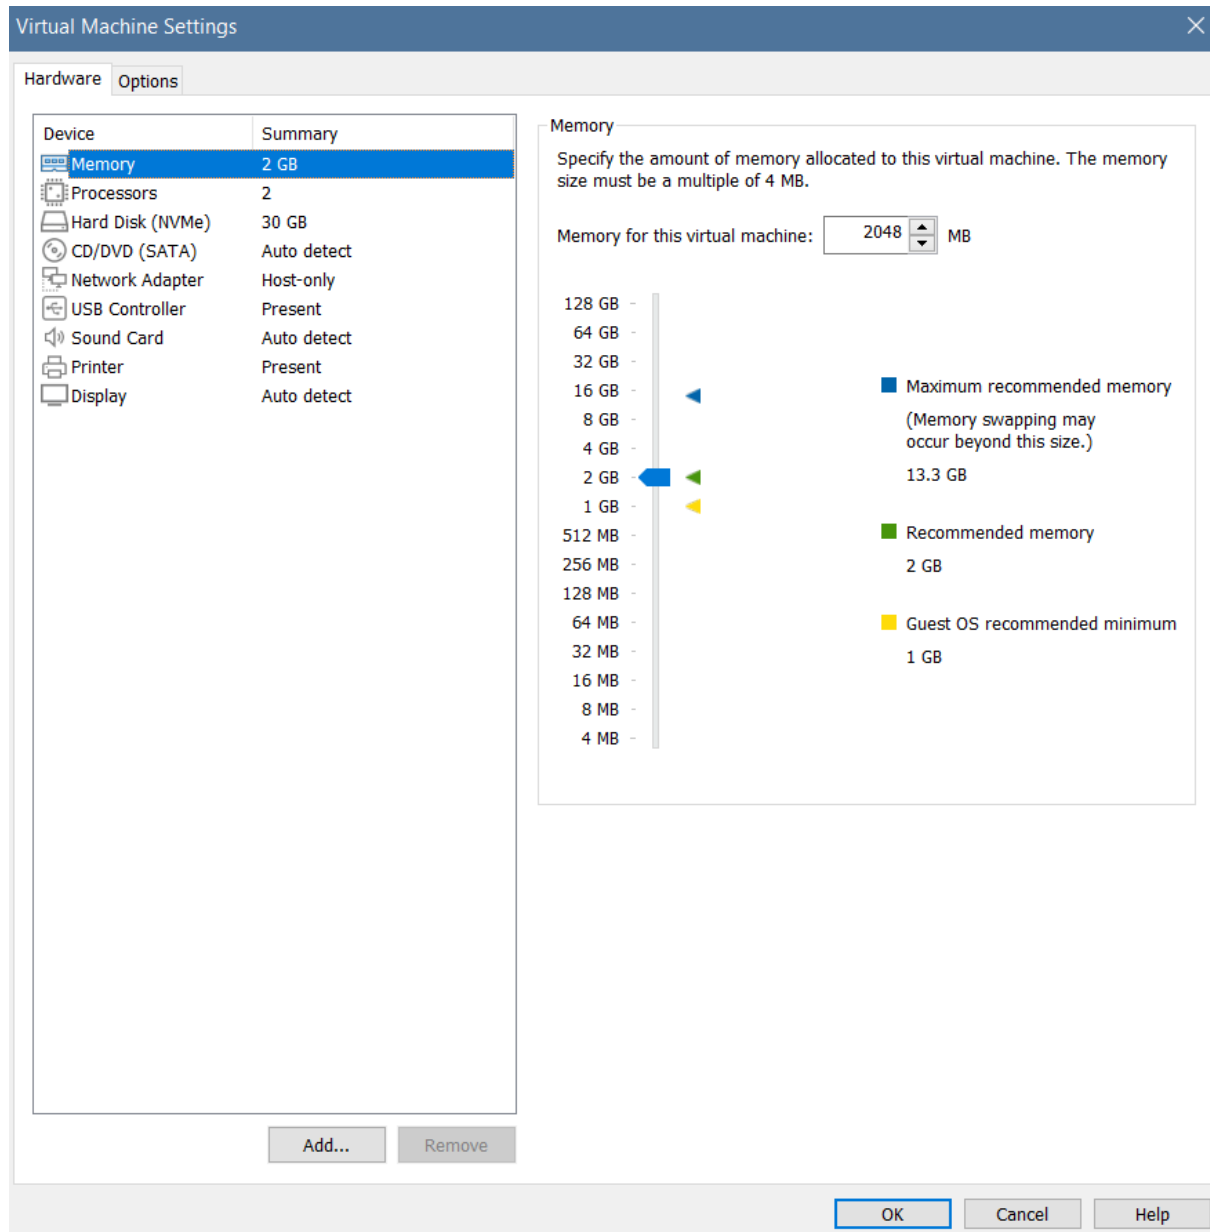 Virtual Machine Settings
Hardware Options
Device Summary
Memory 2 GB
Processors 2
Hard Disk (NVMe) 30 GB
CD/DVD (SATA) Auto detect
Network Adapter Host-only
USB Controller Present
Sound Card Auto detect
Printer Present
Display Auto detect
Add... Remove
Memory
Specify the amount of memory allocated to this virtual machine. The memory
size must be a multiple of 4 MB.
Memory for this virtual machine: 2048 MB
128 GB
64 GB
32 GB
16 GB
8 GB
4 GB
2 GB
1 GB
512 MB
256 MB
128 MB
64 MB
32 MB
16 MB
8 MB
4 MB
Maximum recommended memory
(Memory swapping may
occur beyond this size.)
13.3 GB
Recommended memory
2 GB
Guest OS recommended minimum
1 GB
OK Cancel Help